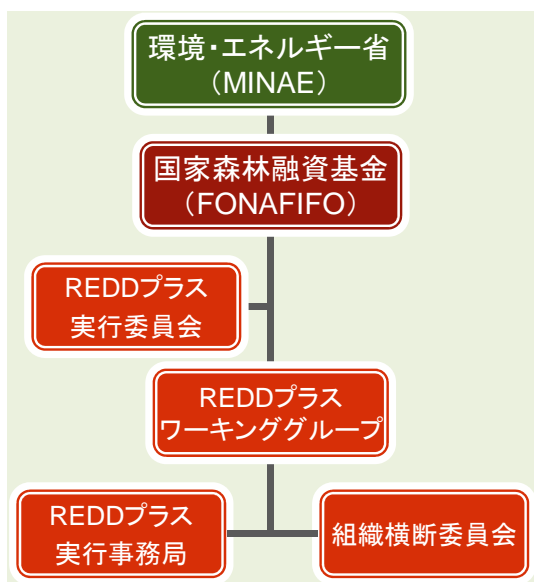 環境・エネルギー省
（MINAE）
国家森林融資基金
（FONAFIFO）
REDDプラス
実行委員会
REDDプラス
ワーキンググループ
REDDプラス
実行事務局
組織横断委員会